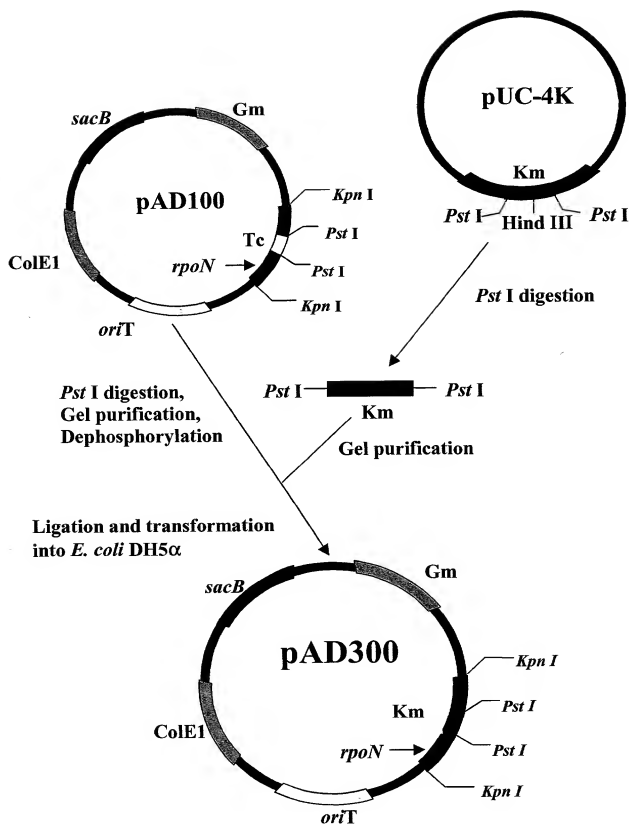 sacB
Gm
pAD100
Kpn I
Tc
Pst I
rpoN
Pst I
ColE1
Kpn I
oriT
pUC-4K
Km
Pst I
Hind III
Pst I
Pst I digestion
Pst I
Pst I
Km
Pst I digestion,
Gel purification,
Dephosphorylation
Gel purification
Ligation and transformation
into E. coli DH5α
sacB
Gm
pAD300
Kpn I
Km
Pst I
ColE1
rpoN
Pst I
Kpn I
oriT